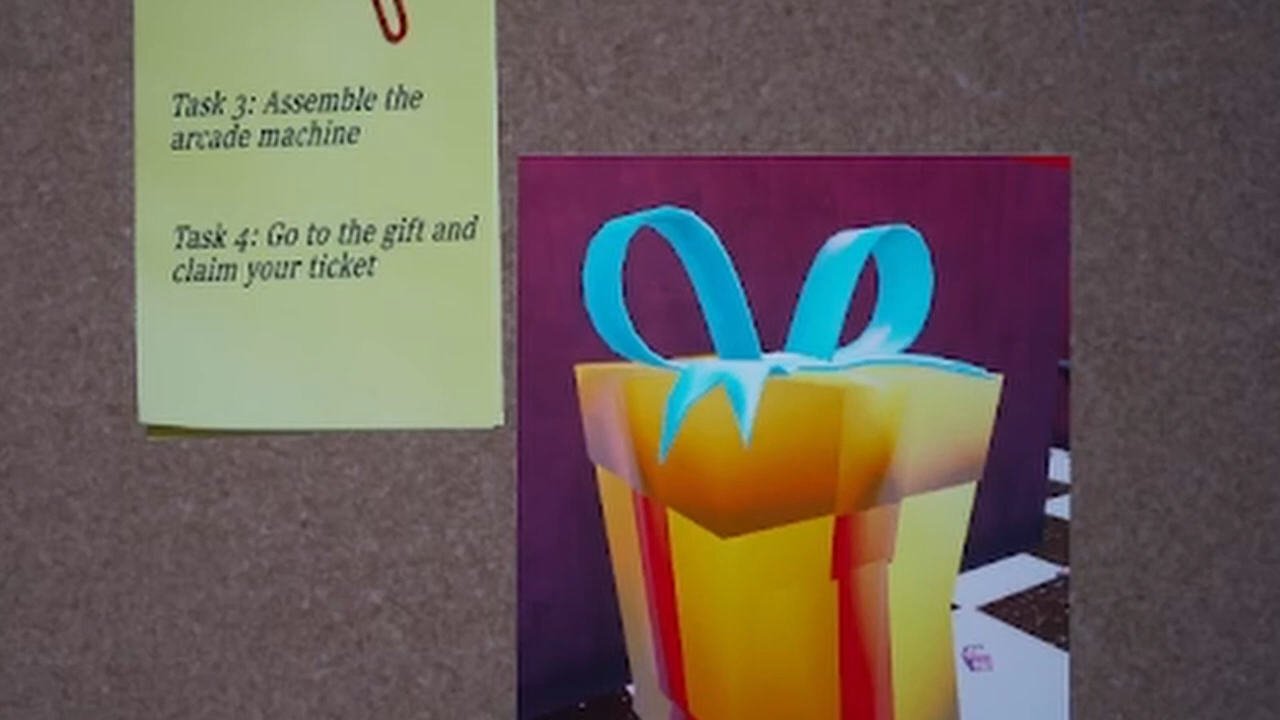 Task 3: Assemble the
arcade machine
Task 4: Go to the gift and
claim your ticket